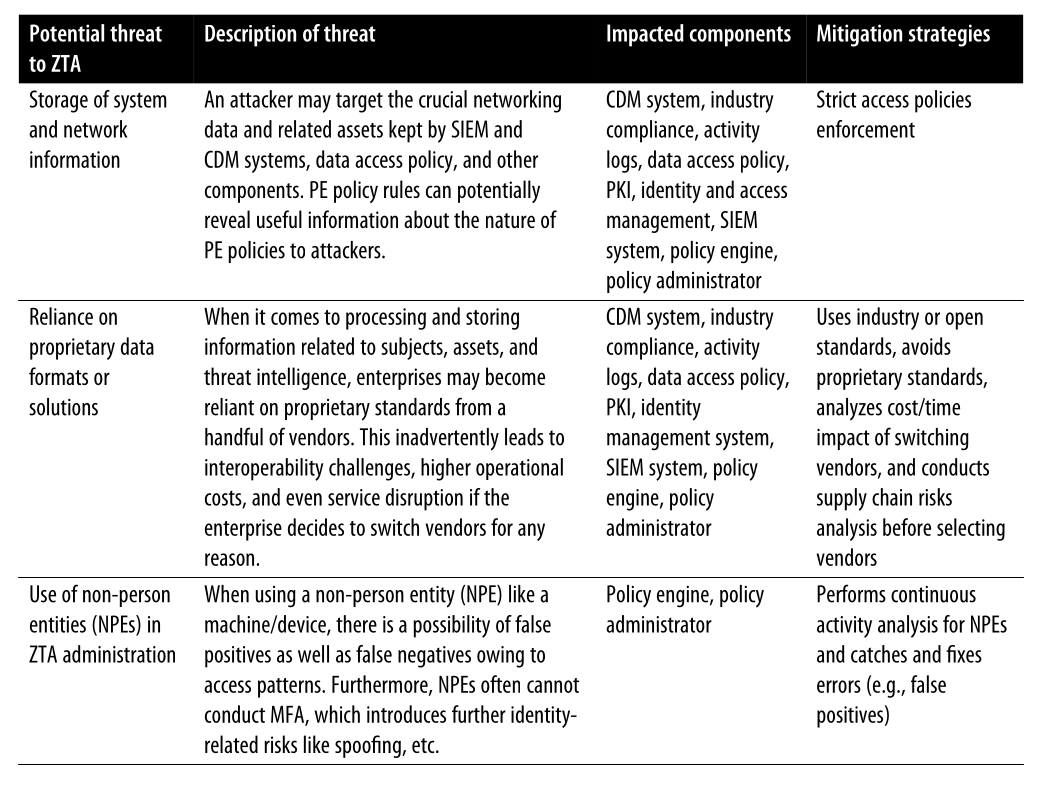 Potential threat
to ZTA
Description of threat
Impacted components
Mitigation strategies
Storage of system
and network
information
An attacker may target the crucial networking
data and related assets kept by SIEM and
CDM systems, data access policy, and other
components. PE policy rules can potentially
reveal useful information about the nature of
PE policies to attackers.
CDM system, industry
compliance, activity
logs, data access policy,
PKI, identity and access
management, SIEM
system, policy engine,
policy administrator
Strict access policies
enforcement
Reliance on
proprietary data
formats or
solutions
When it comes to processing and storing
information related to subjects, assets, and
threat intelligence, enterprises may become
reliant on proprietary standards from a
handful of vendors. This inadvertently leads to
interoperability challenges, higher operational
costs, and even service disruption if the
enterprise decides to switch vendors for any
reason.
CDM system, industry
compliance, activity
logs, data access policy,
PKI, identity
management system,
SIEM system, policy
engine, policy
administrator
Uses industry or open
standards, avoids
proprietary standards,
analyzes cost/time
impact of switching
vendors, and conducts
supply chain risks
analysis before selecting
vendors
Use of non-person
entities (NPEs) in
ZTA administration
When using a non-person entity (NPE) like a
machine/device, there is a possibility of false
positives as well as false negatives owing to
access patterns. Furthermore, NPEs often cannot
conduct MFA, which introduces further identity-
related risks like spoofing, etc.
Policy engine, policy
administrator
Performs continuous
activity analysis for NPEs
and catches and fixes
errors (e.g., false
positives)